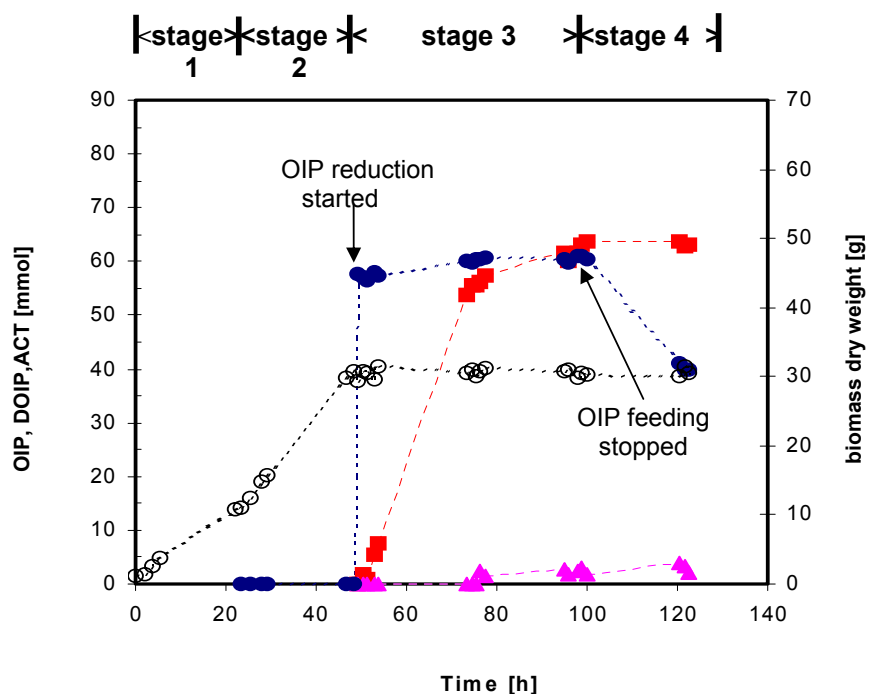 <stage 1>
<stage 2>
stage 3
<stage 4>
90
80
70
60
50
40
30
20
10
0
OIP, DOIP,ACT [mmol]
OIP reduction
started
OIP feeding
stopped
70
60
50
40
30
20
10
0
biomass dry weight [g]
0
20
40
60
80
100
120
140
Time [h]